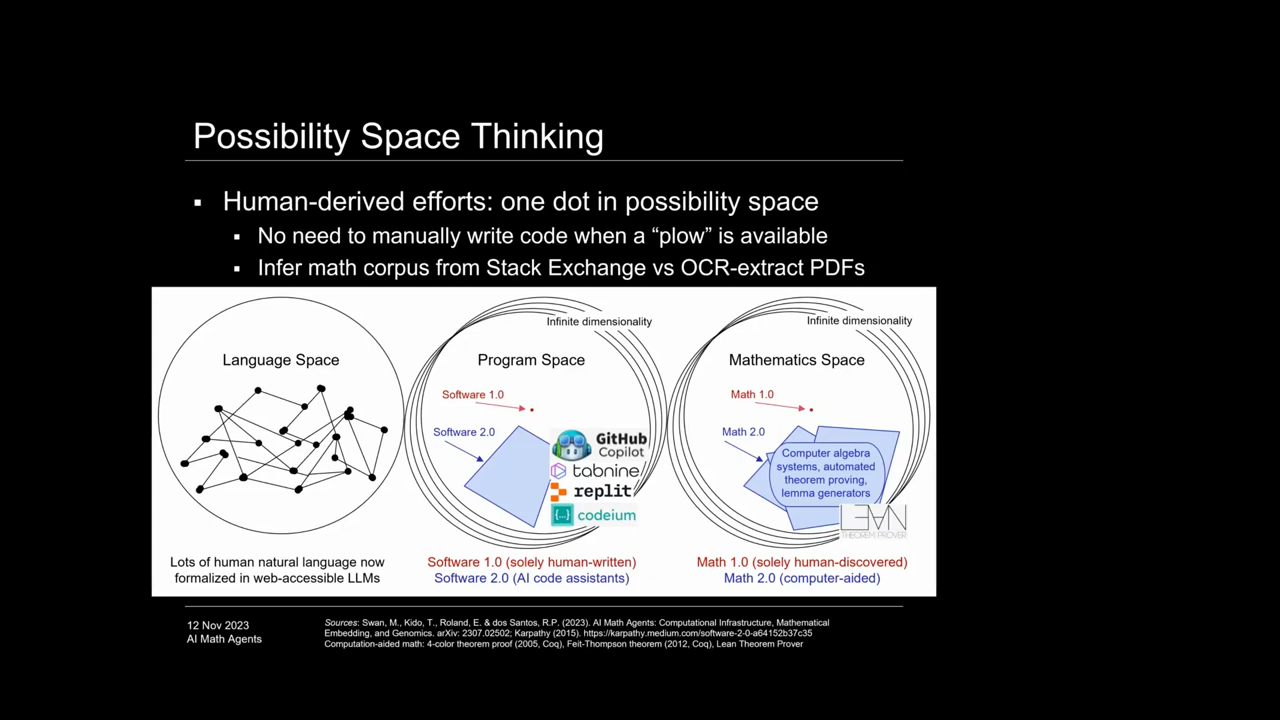 Possibility Space Thinking
▪ Human-derived efforts: one dot in possibility space
▪ No need to manually write code when a “plow” is available
▪ Infer math corpus from Stack Exchange vs OCR-extract PDFs
Language Space
Lots of human natural language now
formalized in web-accessible LLMs
Infinite dimensionality
Program Space
Software 1.0
Software 2.0
GitHub
Copilot
tabnine
replit
codeium
Software 1.0 (solely human-written)
Software 2.0 (AI code assistants)
Infinite dimensionality
Mathematics Space
Math 1.0
Math 2.0
Computer algebra
systems, automated
theorem proving,
lemma generators
LEAN
THEOREM PROVER
Math 1.0 (solely human-discovered)
Math 2.0 (computer-aided)
12 Nov 2023
AI Math Agents
Sources: Swan, M., Kido, T., Roland, E. & dos Santos, R.P. (2023). AI Math Agents: Computational Infrastructure, Mathematical
Embedding, and Genomics. arXiv: 2307.02502; Karpathy (2015). https://karpathy.medium.com/software-2-0-a64152b37c35
Computation-aided math: 4-color theorem proof (2005, Coq), Feit-Thompson theorem (2012, Coq), Lean Theorem Prover